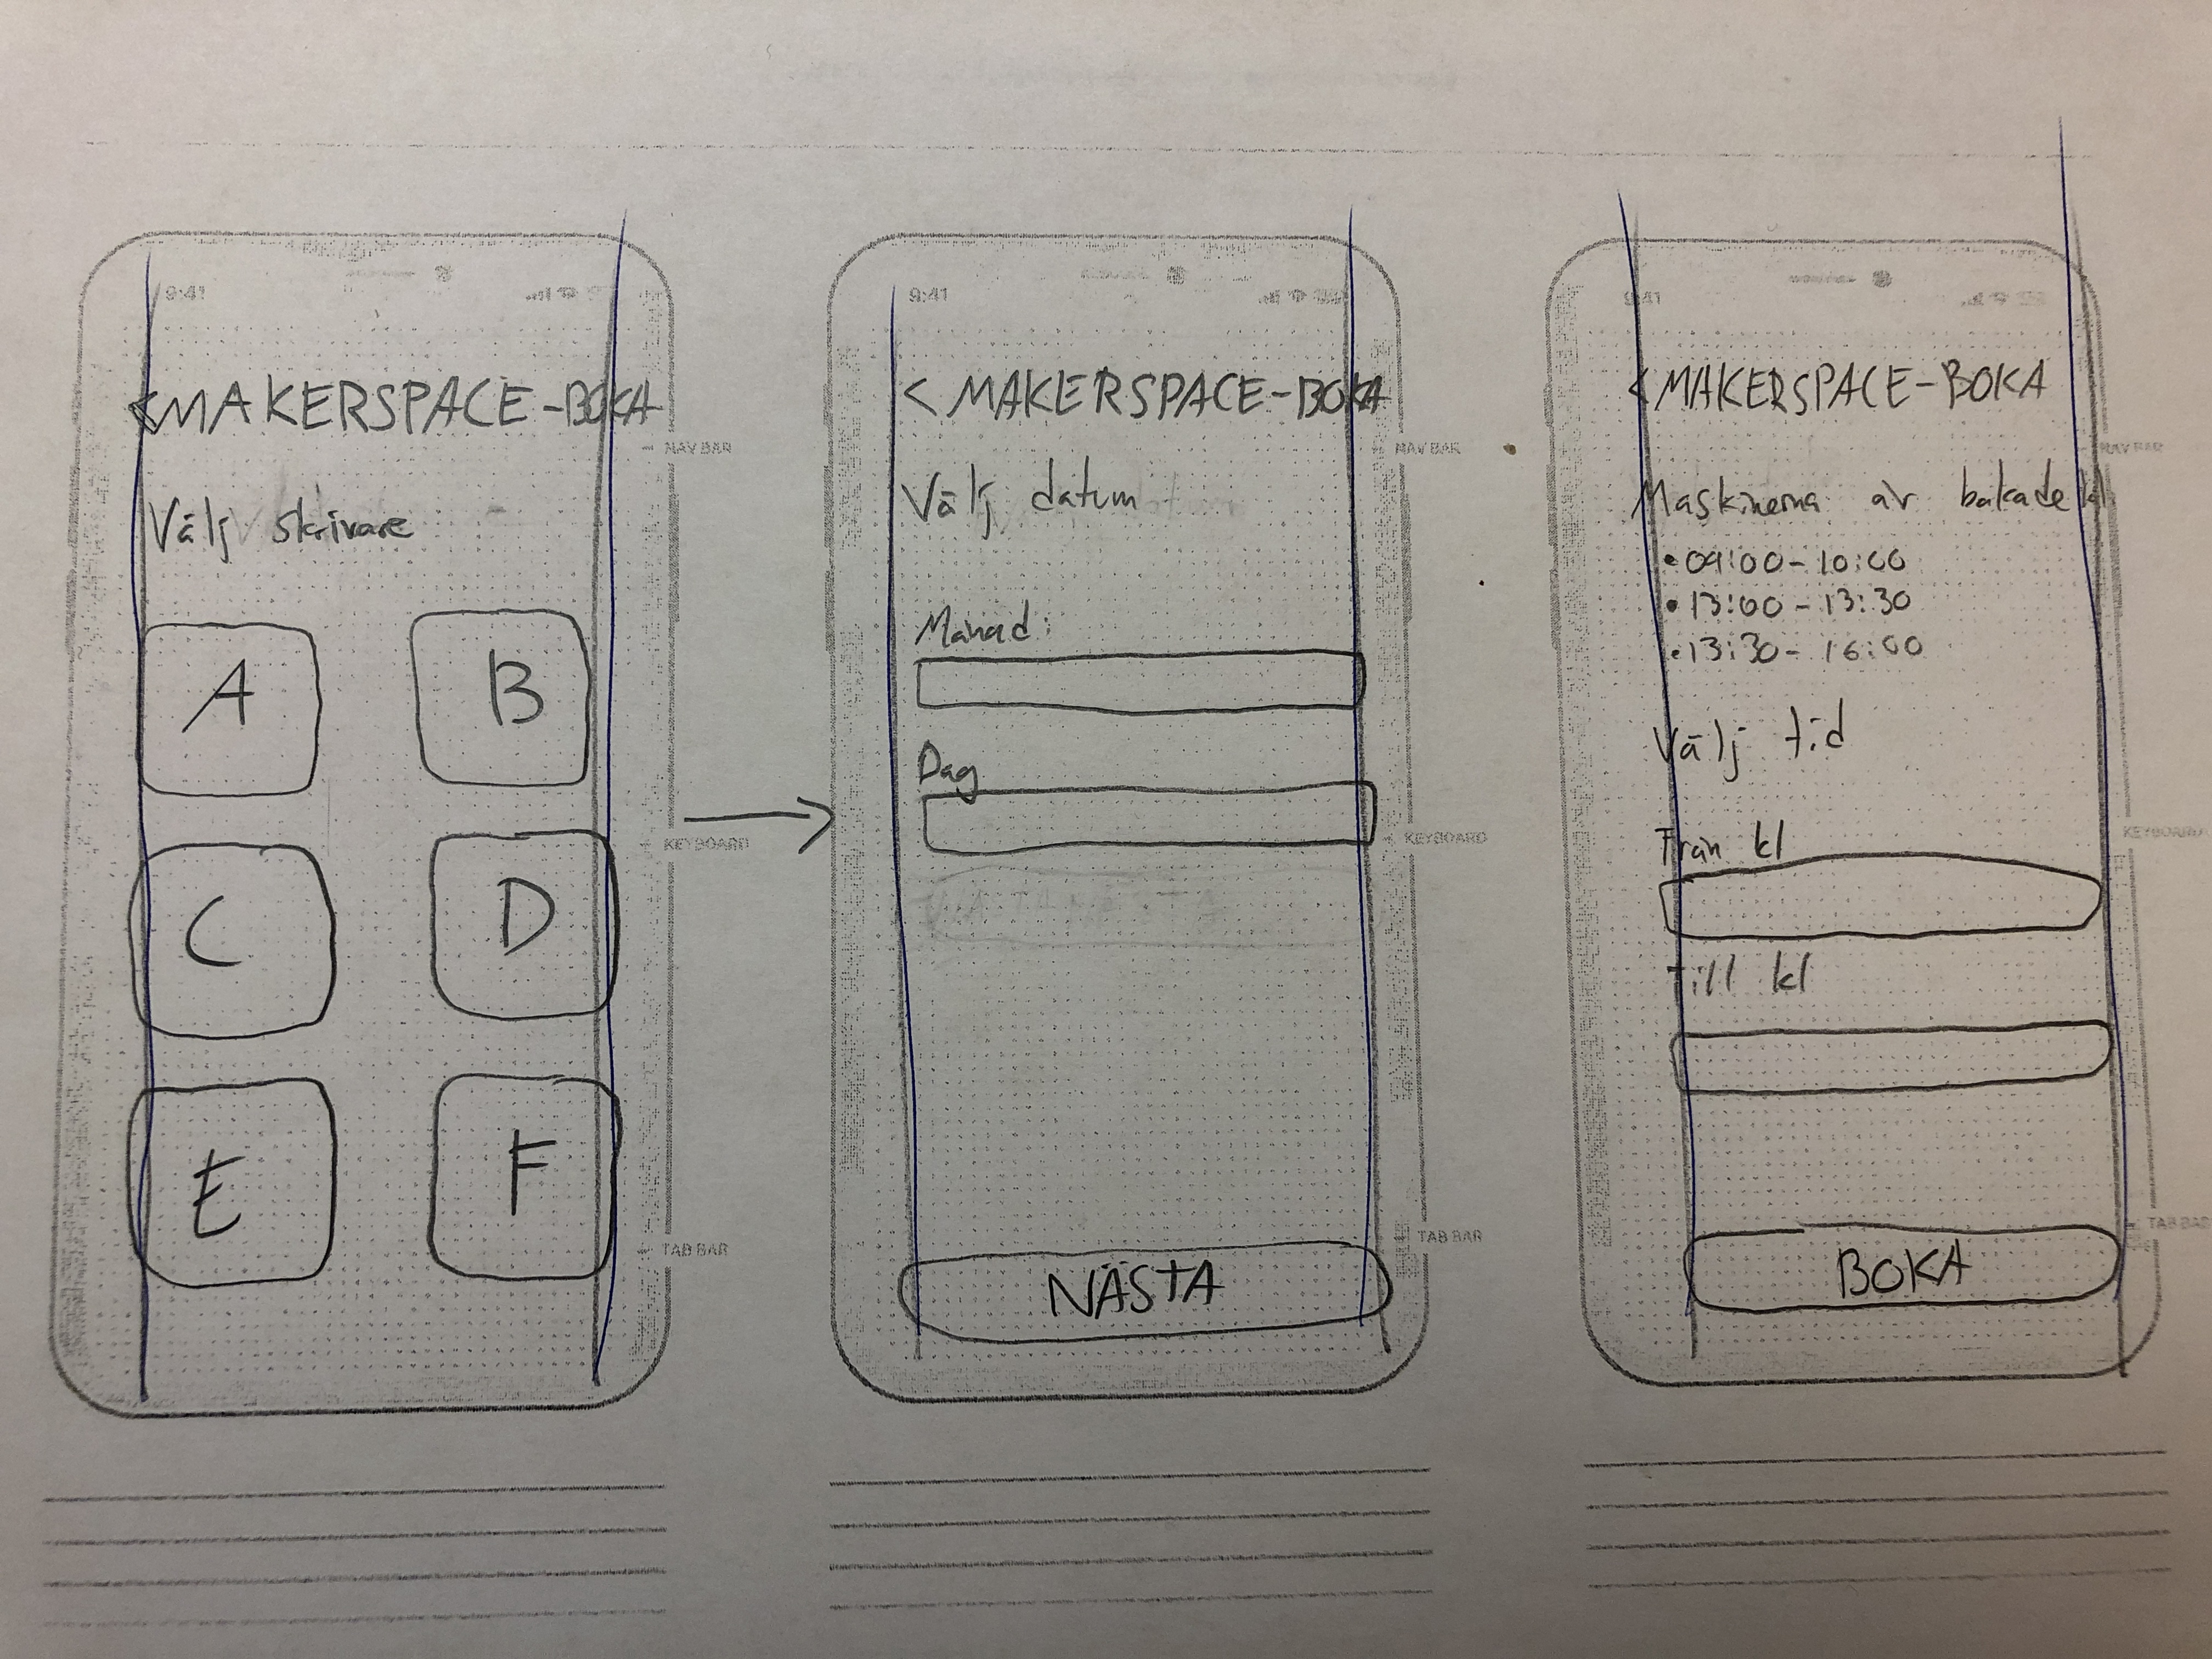 9:41
< MAKERSPACE-BOKA
Välj skrivare
A
B
C
D
E
F
NAV BAR
KEYBOARD
TAB BAR
9:41
< MAKERSPACE-BOKA
Välj datum
Månad:
Dag
NÄSTA
NAV BAR
KEYBOARD
TAB BAR
9:41
< MAKERSPACE-BOKA
Maskinerna är bokade kl
• 09:00-10:00
• 13:00-13:30
• 13:30-16:00
Välj tid
Från kl
Till kl
BOKA
NAV BAR
KEYBOARD
TAB BAR